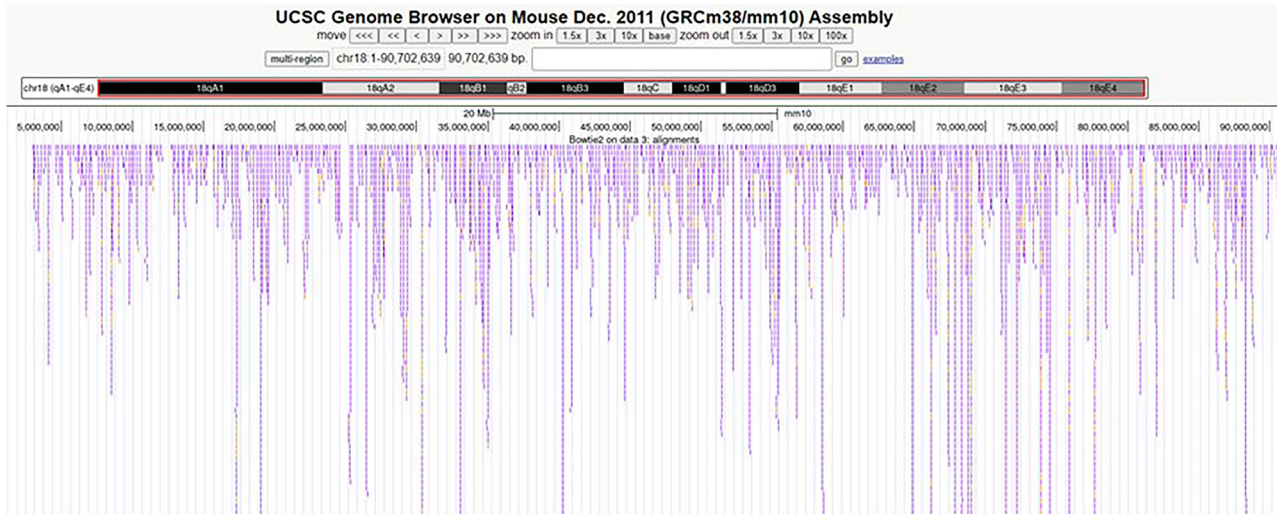 UCSC Genome Browser on Mouse Dec. 2011 (GRCm38/mm10) Assembly
move <<< << < > >> >>> zoom in 1.5x 3x 10x base zoom out 1.5x 3x 10x 100x
multi-region chr18:1-90,702,639 90,702,639 bp. go examples
chr18 (qA1-qE4) 18qA1 18qA2 18qB1 qB2 18qB3 18qC 18qD1 18qD3 18qE1 18qE2 18qE3 18qE4
20 Mb mm10
5,000,000 10,000,000 15,000,000 20,000,000 25,000,000 30,000,000 35,000,000 40,000,000 45,000,000 50,000,000 55,000,000 60,000,000 65,000,000 70,000,000 75,000,000 80,000,000 85,000,000 90,000,000
Bowtie2 on data 3: alignments